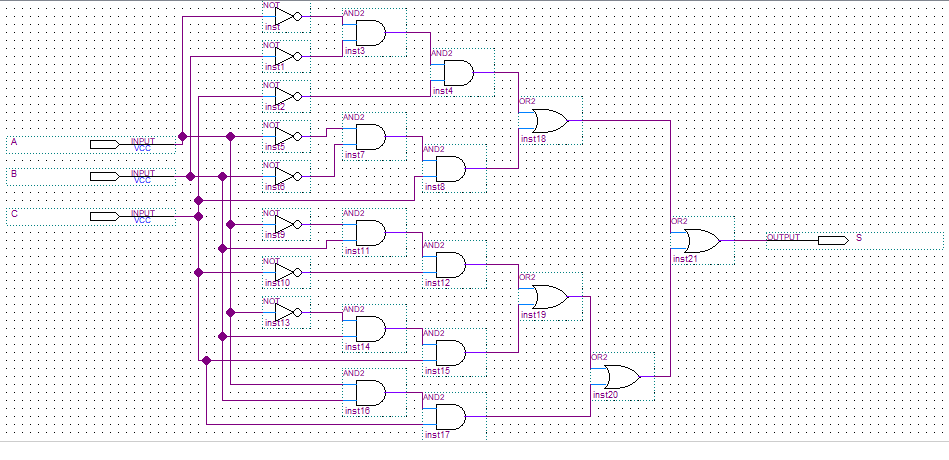 NOT
inst
AND2
inst3
NOT
inst1
AND2
inst4
NOT
inst2
OR2
inst18
AND2
inst7
NOT
inst5
A
INPUT
VCC
AND2
inst8
NOT
inst6
B
INPUT
VCC
C
INPUT
VCC
NOT
inst9
AND2
inst11
OR2
inst21
OUTPUT
S
AND2
inst12
NOT
inst10
OR2
inst19
NOT
inst13
AND2
inst14
AND2
inst15
OR2
inst20
AND2
inst16
AND2
inst17